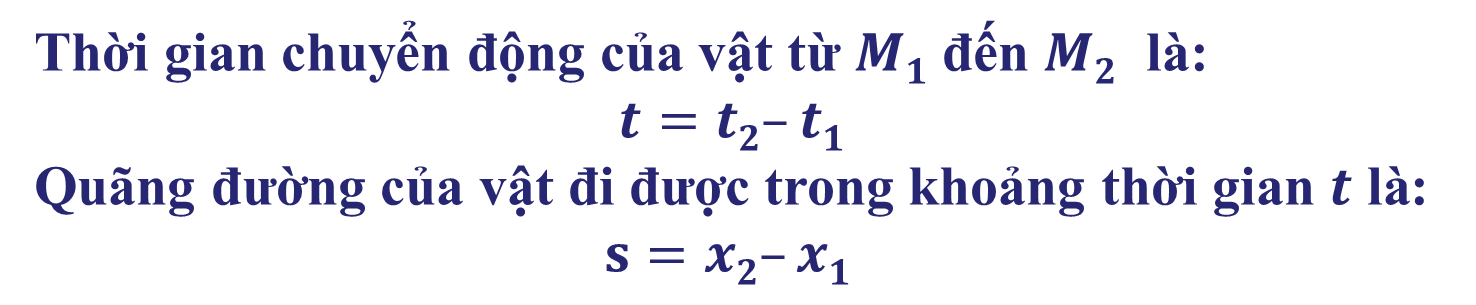 Thời gian chuyển động của vật từ M₁ đến M₂ là:
t = t₂– t₁
Quãng đường của vật đi được trong khoảng thời gian t là:
s = x₂– x₁